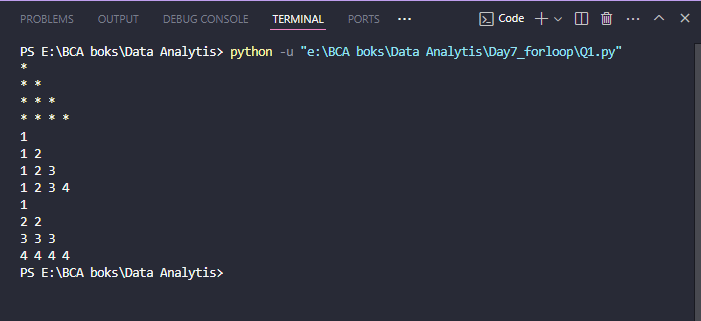 PROBLEMS OUTPUT DEBUG CONSOLE TERMINAL PORTS ... Code
PS E:\BCA boks\Data Analytis> python -u "e:\BCA boks\Data Analytis\Day7_forloop\Q1.py"
*
* *
* * *
* * * *
1
1 2
1 2 3
1 2 3 4
1
2 2
3 3 3
4 4 4 4
PS E:\BCA boks\Data Analytis>